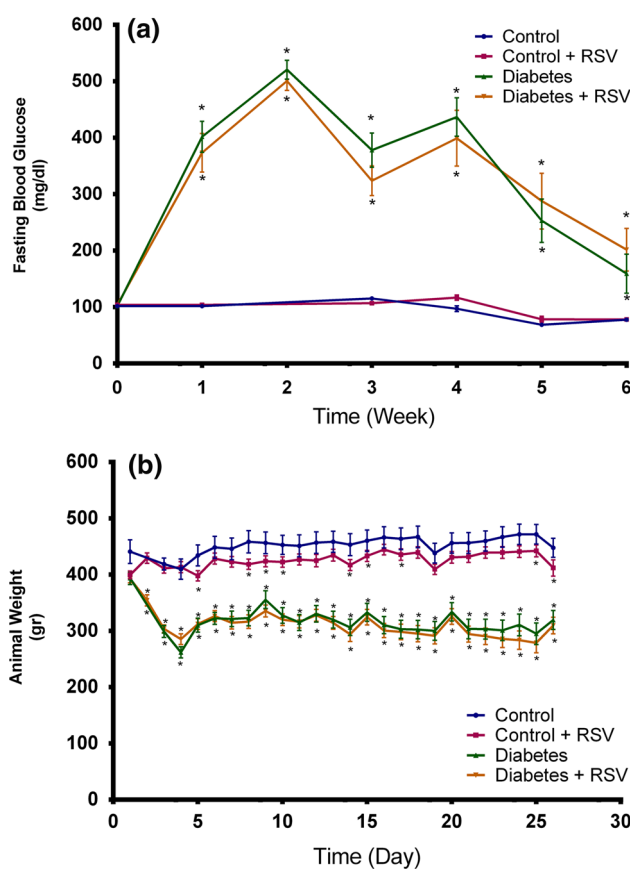 (a)
Control
Control + RSV
Diabetes
Diabetes + RSV
Fasting Blood Glucose
(mg/dl)
600
500
400
300
200
100
0
0 1 2 3 4 5 6
Time (Week)
(b)
Animal Weight
(gr)
600
500
400
300
200
100
0
Control
Control + RSV
Diabetes
Diabetes + RSV
0 5 10 15 20 25 30
Time (Day)